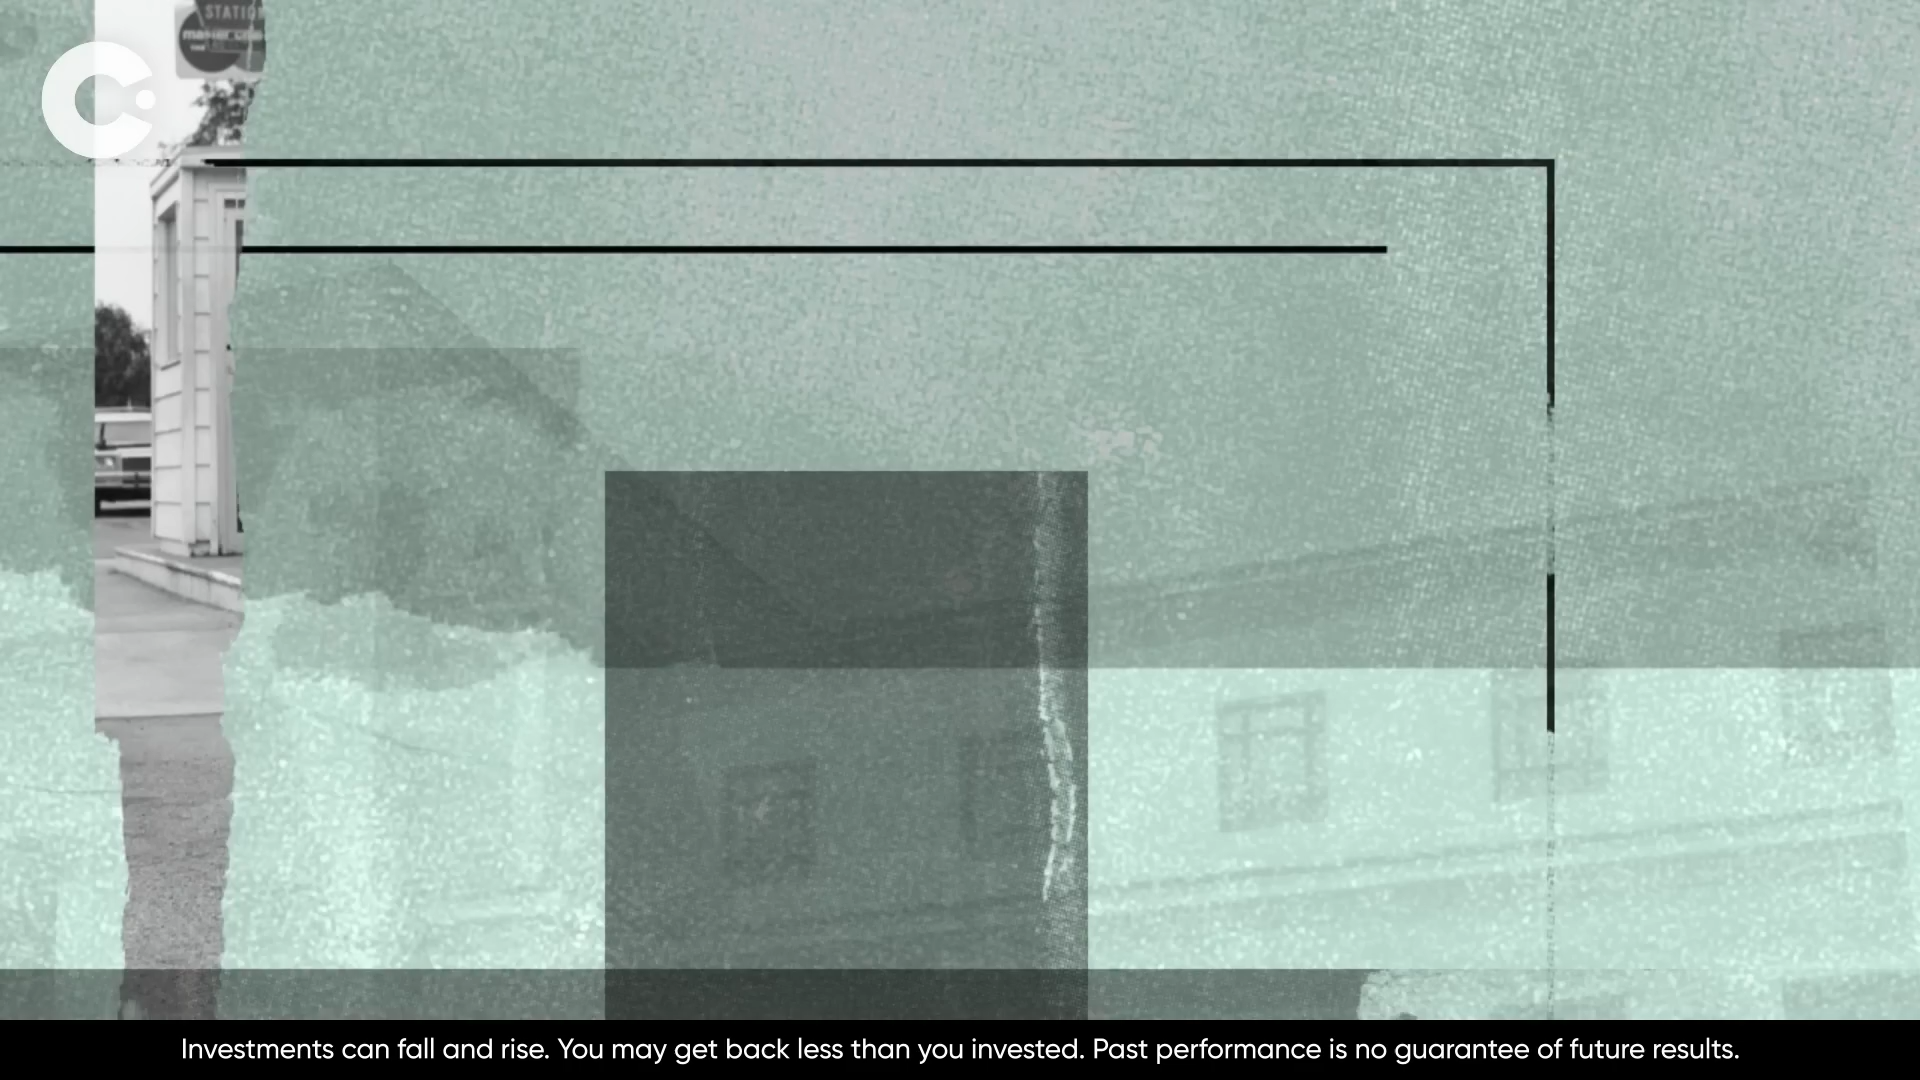 STATION
Investments can fall and rise. You may get back less than you invested. Past performance is no guarantee of future results.